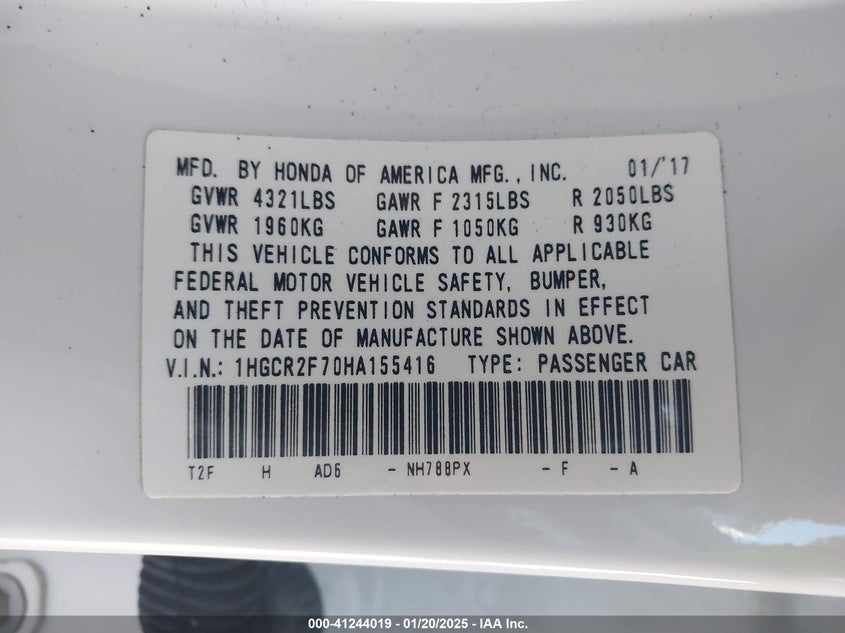 MFD. BY HONDA OF AMERICA MFG., INC. 01/'17
GVWR 4321LBS GAWR F 2315LBS R 2050LBS
GVWR 1960KG GAWR F 1050KG R 930KG
THIS VEHICLE CONFORMS TO ALL APPLICABLE
FEDERAL MOTOR VEHICLE SAFETY, BUMPER,
AND THEFT PREVENTION STANDARDS IN EFFECT
ON THE DATE OF MANUFACTURE SHOWN ABOVE.
V.I.N.: 1HGCR2F70HA155416 TYPE: PASSENGER CAR
T2F H AD6 - NH788PX - F - A
000-41244019 - 01/20/2025 - IAA Inc.